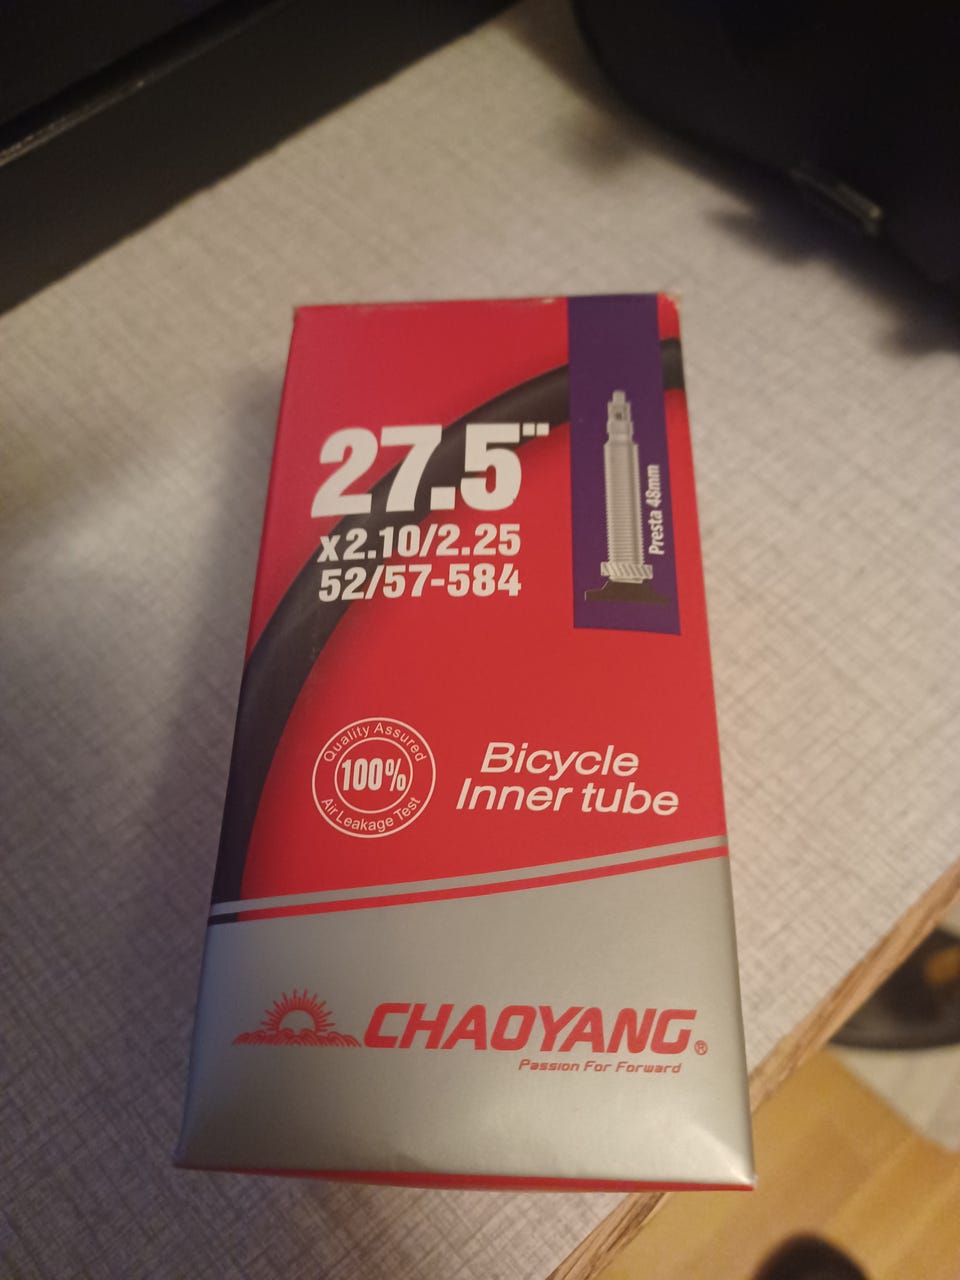 27.5"
x2.10/2.25
52/57-584
Presta 48mm
Quality Assured
100%
Air Leakage Test
Bicycle
Inner tube
CHAOYANG®
Passion For Forward